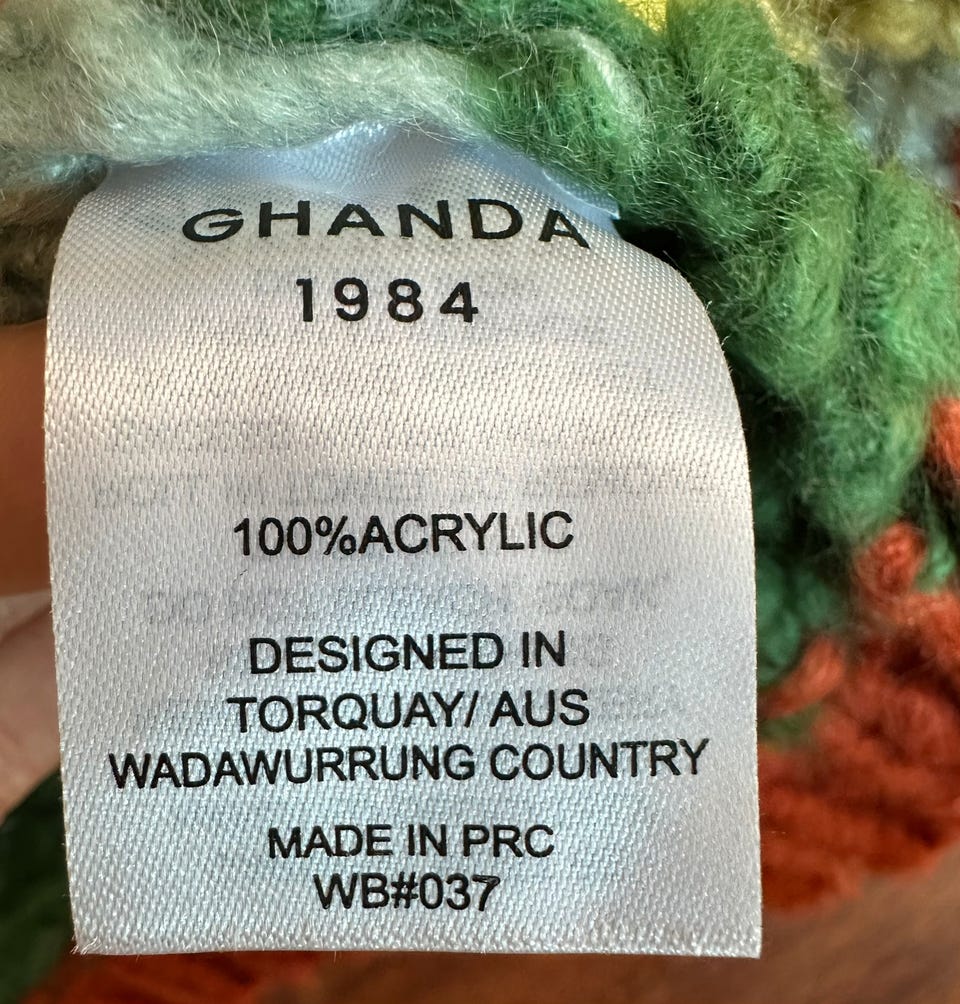 GHANDA
1984
100%ACRYLIC
DESIGNED IN
TORQUAY/ AUS
WADAWURRUNG COUNTRY
MADE IN PRC
WB#037